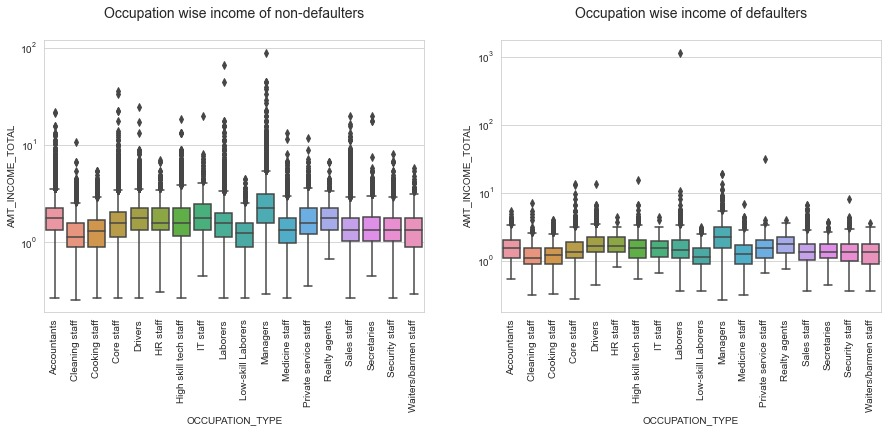 Occupation wise income of non-defaulters
AMT_INCOME_TOTAL
10²
10¹
10⁰
Accountants
Cleaning staff
Cooking staff
Core staff
Drivers
HR staff
High skill tech staff
IT staff
Laborers
Low-skill Laborers
Managers
Medicine staff
Private service staff
Realty agents
Sales staff
Secretaries
Security staff
Waiters/barmen staff
OCCUPATION_TYPE
Occupation wise income of defaulters
AMT_INCOME_TOTAL
10³
10²
10¹
10⁰
Accountants
Cleaning staff
Cooking staff
Core staff
Drivers
HR staff
High skill tech staff
IT staff
Laborers
Low-skill Laborers
Managers
Medicine staff
Private service staff
Realty agents
Sales staff
Secretaries
Security staff
Waiters/barmen staff
OCCUPATION_TYPE